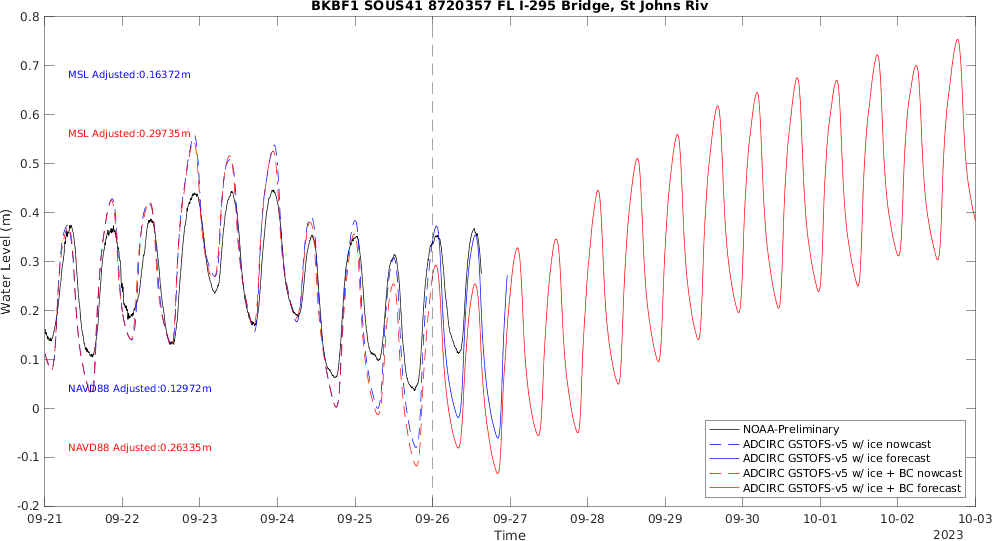 BKBF1 SOUS41 8720357 FL I-295 Bridge, St Johns Riv
0.8
0.7
0.6
0.5
0.4
0.3
0.2
0.1
0
-0.1
-0.2
Water Level (m)
MSL Adjusted:0.16372m
MSL Adjusted:0.29735m
NAVD88 Adjusted:0.12972m
NAVD88 Adjusted:0.26335m
NOAA-Preliminary
ADCIRC GSTOFS-v5 w/ ice nowcast
ADCIRC GSTOFS-v5 w/ ice forecast
ADCIRC GSTOFS-v5 w/ ice + BC nowcast
ADCIRC GSTOFS-v5 w/ ice + BC forecast
09-21 09-22 09-23 09-24 09-25 09-26 09-27 09-28 09-29 09-30 10-01 10-02 10-03
Time
2023